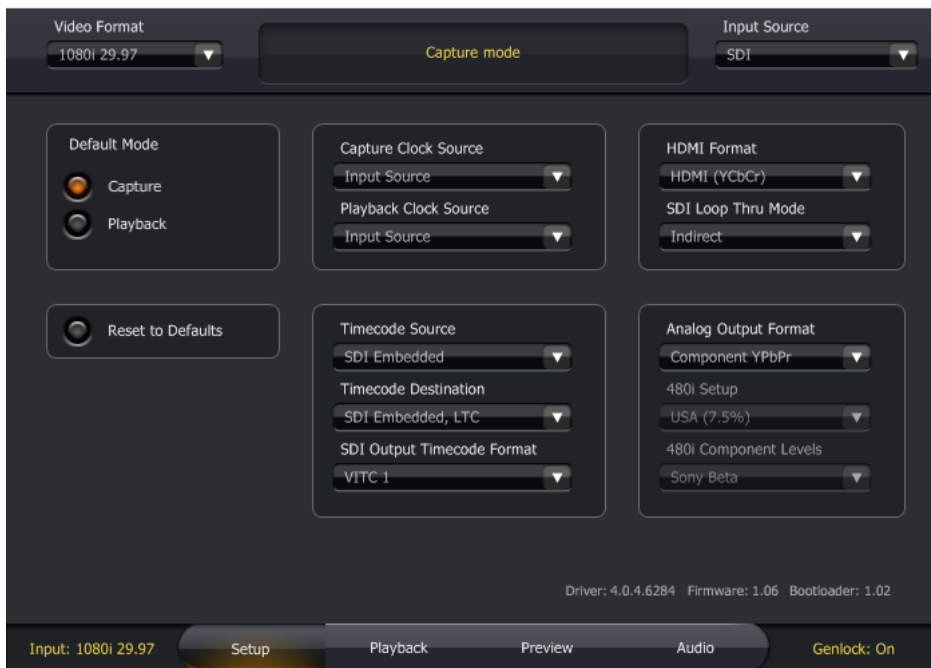 Video Format
1080i 29.97
Capture mode
Input Source
SDI
Default Mode
Capture
Playback
Reset to Defaults
Capture Clock Source
Input Source
Playback Clock Source
Input Source
HDMI Format
HDMI (YCbCr)
SDI Loop Thru Mode
Indirect
Timecode Source
SDI Embedded
Timecode Destination
SDI Embedded, LTC
SDI Output Timecode Format
VITC 1
Analog Output Format
Component YPbPr
480i Setup
USA (7.5%)
480i Component Levels
Sony Beta
Driver: 4.0.4.6284 Firmware: 1.06 Bootloader: 1.02
Input: 1080i 29.97
Setup
Playback
Preview
Audio
Genlock: On